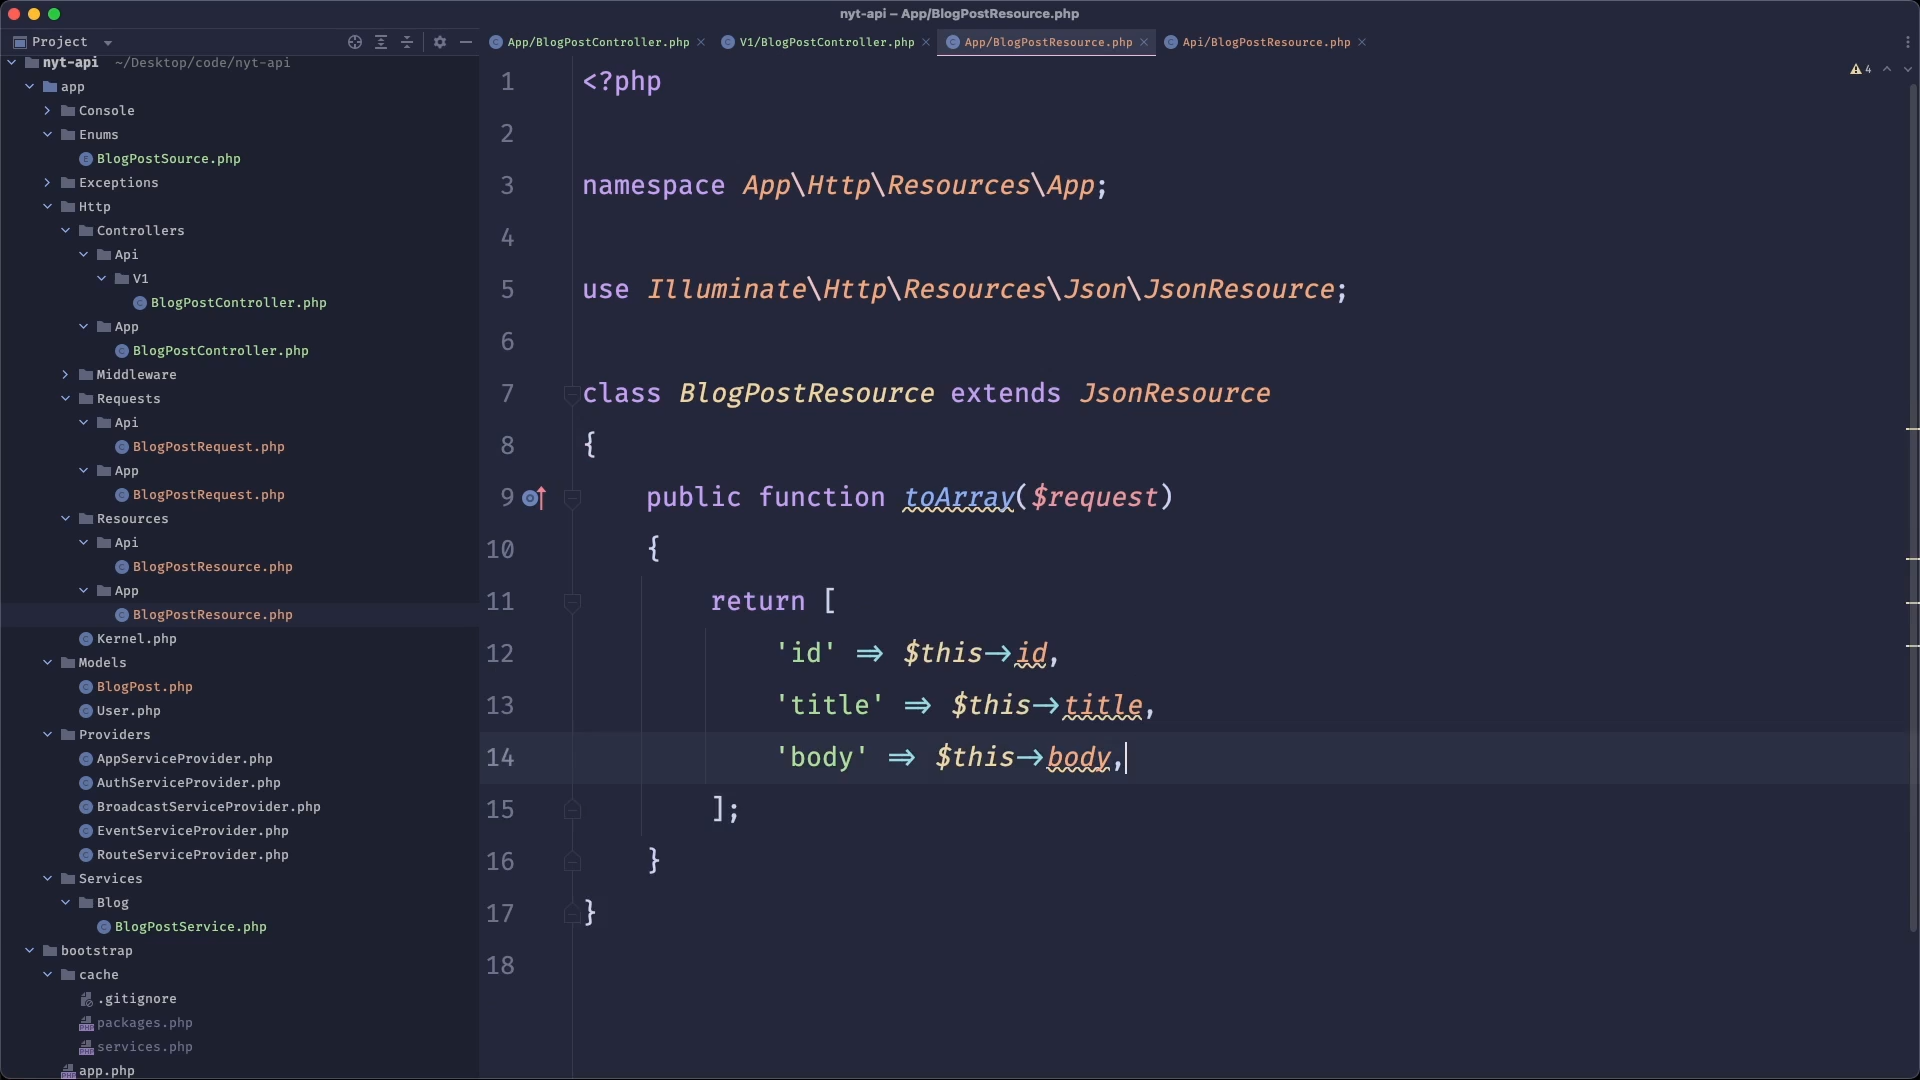 nyt-api – App/BlogPostResource.php
Project
App/BlogPostController.php
V1/BlogPostController.php
App/BlogPostResource.php
Api/BlogPostResource.php
nyt-api ~/Desktop/code/nyt-api
app
Console
Enums
BlogPostSource.php
Exceptions
Http
Controllers
Api
V1
BlogPostController.php
App
BlogPostController.php
Middleware
Requests
Api
BlogPostRequest.php
App
BlogPostRequest.php
Resources
Api
BlogPostResource.php
App
BlogPostResource.php
Kernel.php
Models
BlogPost.php
User.php
Providers
AppServiceProvider.php
AuthServiceProvider.php
BroadcastServiceProvider.php
EventServiceProvider.php
RouteServiceProvider.php
Services
Blog
BlogPostService.php
bootstrap
cache
.gitignore
packages.php
services.php
app.php
4
1 <?php
2
3 namespace App\Http\Resources\App;
4
5 use Illuminate\Http\Resources\Json\JsonResource;
6
7 class BlogPostResource extends JsonResource
8 {
9 public function toArray($request)
10 {
11 return [
12 'id' => $this->id,
13 'title' => $this->title,
14 'body' => $this->body,
15 ];
16 }
17 }
18